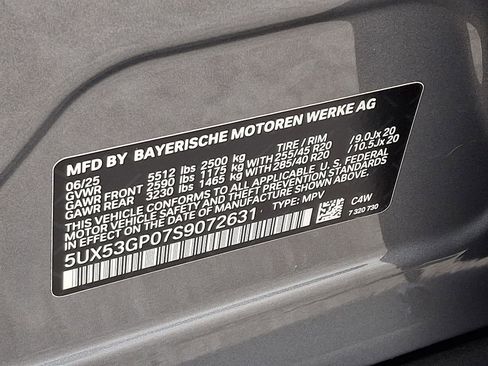 MFD BY BAYERISCHE MOTOREN WERKE AG
06/25 TIRE / RIM
GVWR 5512 lbs 2500 kg
GAWR FRONT 2590 lbs 1175 kg WITH 255/45 R20 /9.0Jx 20
GAWR REAR 3230 lbs 1465 kg WITH 285/40 R20 /10.5Jx 20
THIS VEHICLE CONFORMS TO ALL APPLICABLE U.S. FEDERAL
MOTOR VEHICLE SAFETY AND THEFT PREVENTION STANDARDS
IN EFFECT ON THE DATE OF MANUFACTURE SHOWN ABOVE.
5UX53GP07S9072631 TYPE: MPV C4W
7 320 730